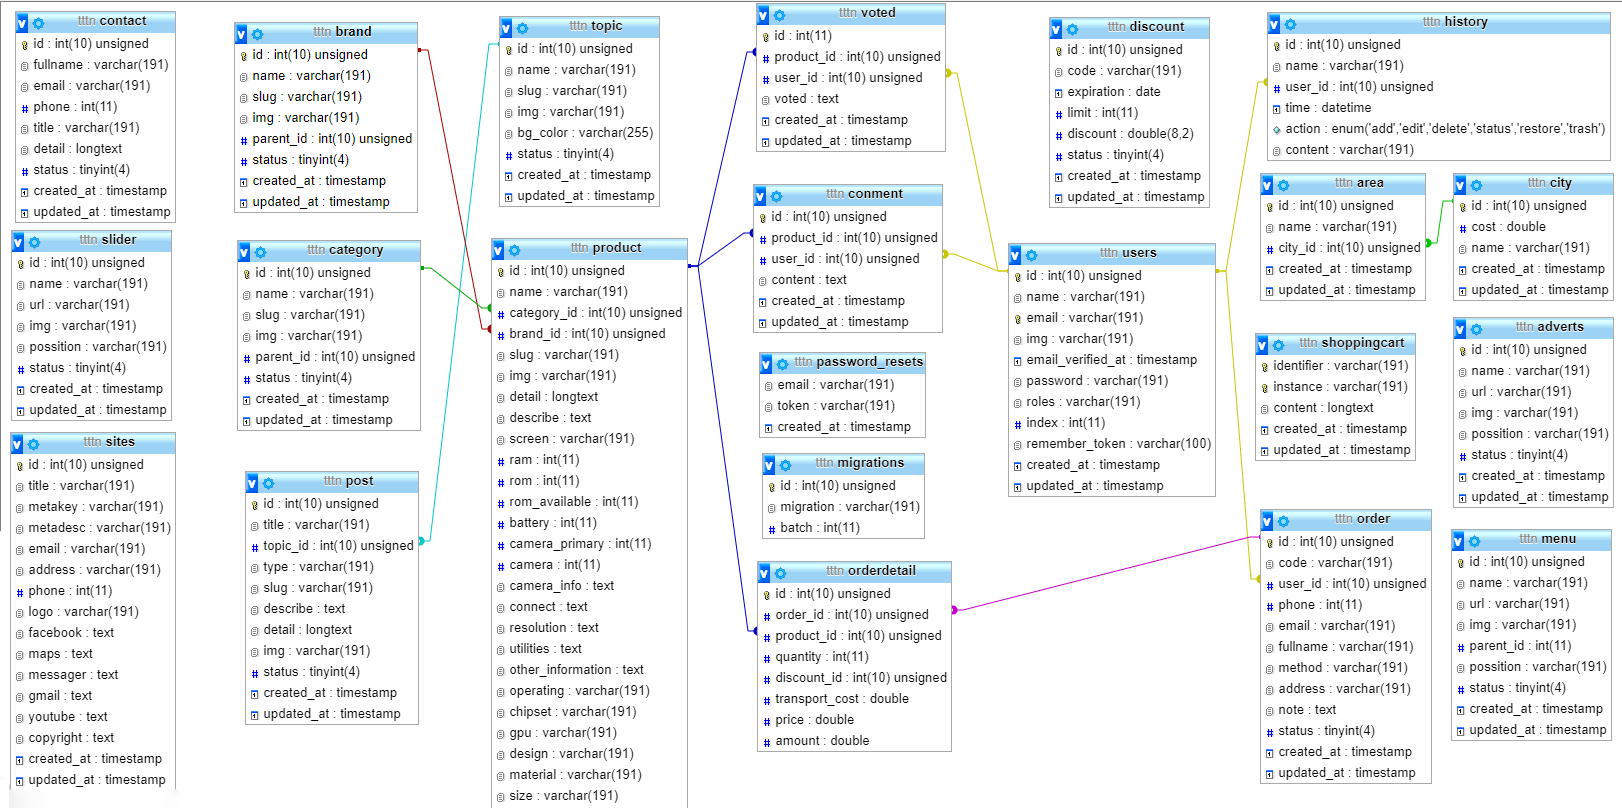 tttn contact
id : int(10) unsigned
fullname : varchar(191)
email : varchar(191)
phone : int(11)
title : varchar(191)
detail : longtext
status : tinyint(4)
created_at : timestamp
updated_at : timestamp
tttn slider
id : int(10) unsigned
name : varchar(191)
url : varchar(191)
img : varchar(191)
possition : varchar(191)
status : tinyint(4)
created_at : timestamp
updated_at : timestamp
tttn sites
id : int(10) unsigned
title : varchar(191)
metakey : varchar(191)
metadesc : varchar(191)
email : varchar(191)
address : varchar(191)
phone : int(11)
logo : varchar(191)
facebook : text
maps : text
messager : text
gmail : text
youtube : text
copyright : text
created_at : timestamp
updated_at : timestamp
tttn brand
id : int(10) unsigned
name : varchar(191)
slug : varchar(191)
img : varchar(191)
parent_id : int(10) unsigned
status : tinyint(4)
created_at : timestamp
updated_at : timestamp
tttn category
id : int(10) unsigned
name : varchar(191)
slug : varchar(191)
img : varchar(191)
parent_id : int(10) unsigned
status : tinyint(4)
created_at : timestamp
updated_at : timestamp
tttn post
id : int(10) unsigned
title : varchar(191)
topic_id : int(10) unsigned
type : varchar(191)
slug : varchar(191)
describe : text
detail : longtext
img : varchar(191)
status : tinyint(4)
created_at : timestamp
updated_at : timestamp
tttn topic
id : int(10) unsigned
name : varchar(191)
slug : varchar(191)
img : varchar(191)
bg_color : varchar(255)
status : tinyint(4)
created_at : timestamp
updated_at : timestamp
tttn product
id : int(10) unsigned
name : varchar(191)
category_id : int(10) unsigned
brand_id : int(10) unsigned
slug : varchar(191)
img : varchar(191)
detail : longtext
describe : text
screen : varchar(191)
ram : int(11)
rom : int(11)
rom_available : int(11)
battery : int(11)
camera_primary : int(11)
camera : int(11)
camera_info : text
connect : text
resolution : text
utilities : text
other_information : text
operating : varchar(191)
chipset : varchar(191)
gpu : varchar(191)
design : varchar(191)
material : varchar(191)
size : varchar(191)
tttn voted
id : int(11)
product_id : int(10) unsigned
user_id : int(10) unsigned
voted : text
created_at : timestamp
updated_at : timestamp
tttn conment
id : int(10) unsigned
product_id : int(10) unsigned
user_id : int(10) unsigned
content : text
created_at : timestamp
updated_at : timestamp
tttn password_resets
email : varchar(191)
token : varchar(191)
created_at : timestamp
tttn migrations
id : int(10) unsigned
migration : varchar(191)
batch : int(11)
tttn orderdetail
id : int(10) unsigned
order_id : int(10) unsigned
product_id : int(10) unsigned
quantity : int(11)
discount_id : int(10) unsigned
transport_cost : double
price : double
amount : double
tttn discount
id : int(10) unsigned
code : varchar(191)
expiration : date
limit : int(11)
discount : double(8,2)
status : tinyint(4)
created_at : timestamp
updated_at : timestamp
tttn users
id : int(10) unsigned
name : varchar(191)
email : varchar(191)
img : varchar(191)
email_verified_at : timestamp
password : varchar(191)
roles : varchar(191)
index : int(11)
remember_token : varchar(100)
created_at : timestamp
updated_at : timestamp
tttn history
id : int(10) unsigned
name : varchar(191)
user_id : int(10) unsigned
time : datetime
action : enum('add','edit','delete','status','restore','trash')
content : varchar(191)
tttn area
id : int(10) unsigned
name : varchar(191)
city_id : int(10) unsigned
created_at : timestamp
updated_at : timestamp
tttn city
id : int(10) unsigned
cost : double
name : varchar(191)
created_at : timestamp
updated_at : timestamp
tttn shoppingcart
identifier : varchar(191)
instance : varchar(191)
content : longtext
created_at : timestamp
updated_at : timestamp
tttn adverts
id : int(10) unsigned
name : varchar(191)
url : varchar(191)
img : varchar(191)
possition : varchar(191)
status : tinyint(4)
created_at : timestamp
updated_at : timestamp
tttn order
id : int(10) unsigned
code : varchar(191)
user_id : int(10) unsigned
phone : int(11)
email : varchar(191)
fullname : varchar(191)
method : varchar(191)
address : varchar(191)
note : text
status : tinyint(4)
created_at : timestamp
updated_at : timestamp
tttn menu
id : int(10) unsigned
name : varchar(191)
url : varchar(191)
img : varchar(191)
parent_id : int(11)
possition : varchar(191)
status : tinyint(4)
created_at : timestamp
updated_at : timestamp